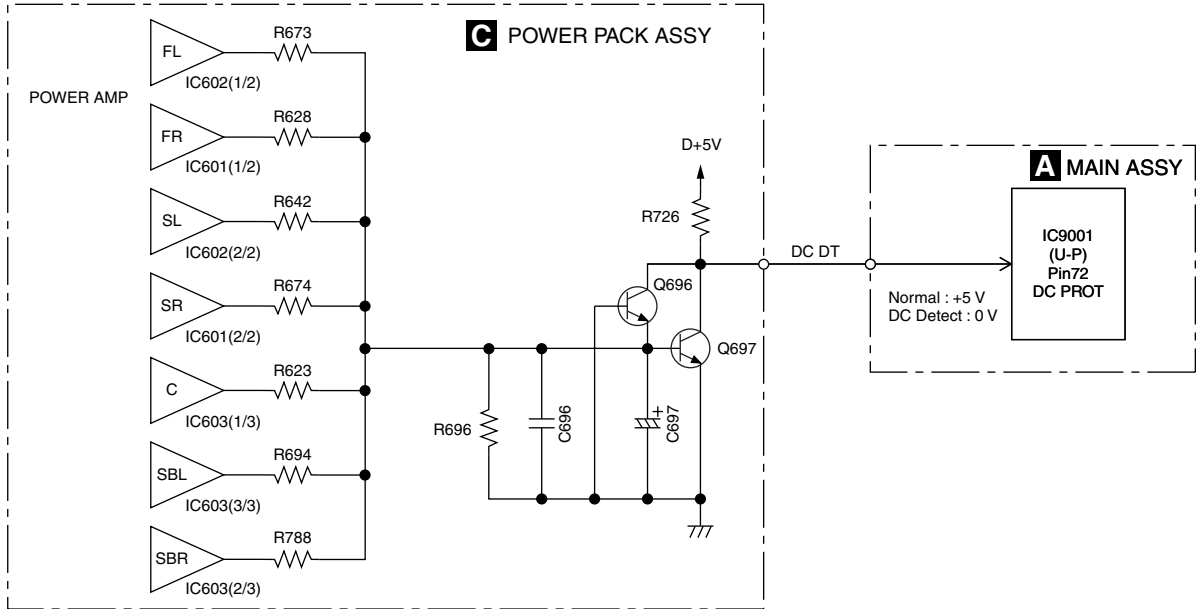 C POWER PACK ASSY
POWER AMP
FL
R673
IC602(1/2)
FR
R628
IC601(1/2)
SL
R642
IC602(2/2)
SR
R674
IC601(2/2)
C
R623
IC603(1/3)
SBL
R694
IC603(3/3)
SBR
R788
IC603(2/3)
R696
C696
C697
+
Q696
Q697
D+5V
R726
DC DT
A MAIN ASSY
Normal : +5 V
DC Detect : 0 V
IC9001
(U-P)
Pin72
DC PROT